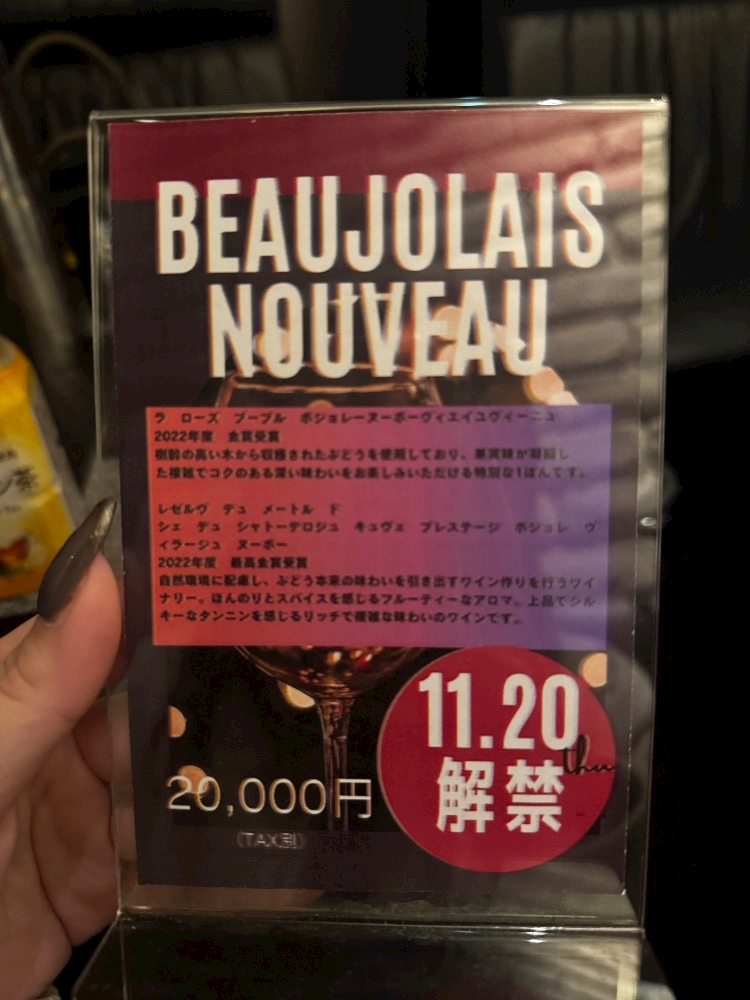 BEAUJOLAIS
NOUVEAU
ラ ローズ プープル ボジョレーヌーボーヴィエイユヴィーニュ
2022年度 金賞受賞
樹齢の高い木から収穫されたぶどうを使用しており、果実味が凝縮し
た複雑でコクのある深い味わいをお楽しみいただける特別な1ぽんです。
レゼルヴ デュ メートル ド
シェ デュ シャトーデロジュ キュヴェ プレステージ ボジョレ ヴ
ィラージュ ヌーボー
2022年度 最高金賞受賞
自然環境に配慮し、ぶどう本来の味わいを引き出すワイン作りを行うワイ
ナリー。ほんのりとスパイスを感じるフルーティーなアロマ。上品でシル
キーなタンニンを感じるリッチで複雑な味わいのワインです。
11.20
thu
解禁
20,000円
(TAX別)